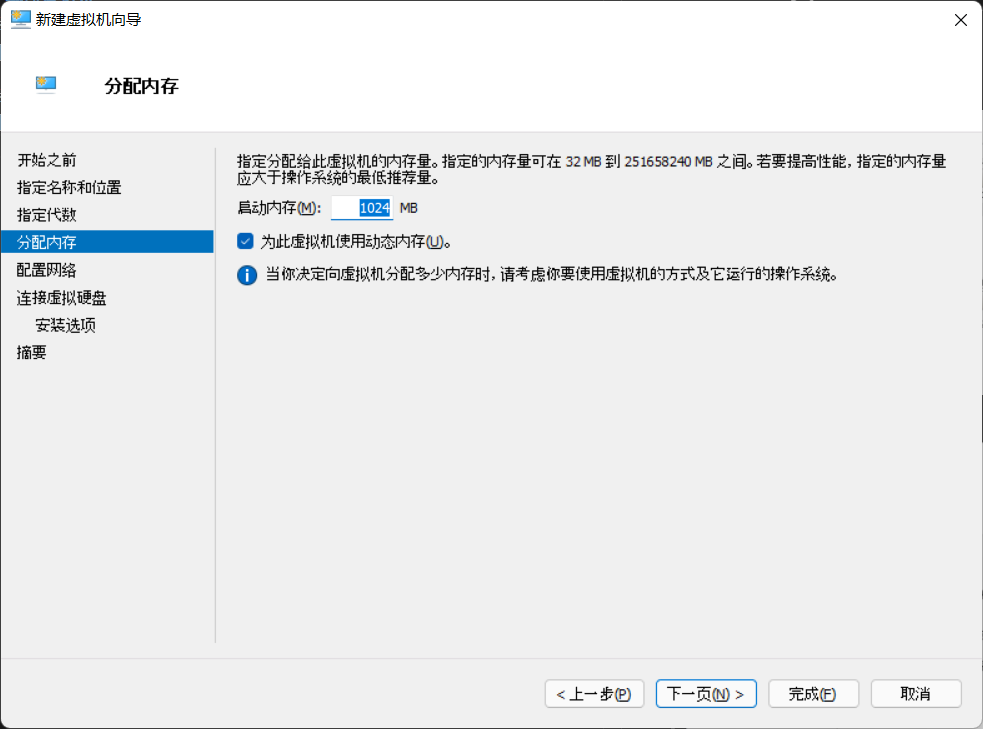 新建虚拟机向导
分配内存
开始之前
指定名称和位置
指定代数
分配内存
配置网络
连接虚拟硬盘
安装选项
摘要
指定分配给此虚拟机的内存量。指定的内存量可在 32 MB 到 251658240 MB 之间。若要提高性能，指定的内存量
应大于操作系统的最低推荐量。
启动内存(M): 1024 MB
为此虚拟机使用动态内存(U)。
当你决定向虚拟机分配多少内存时，请考虑你要使用虚拟机的方式及它运行的操作系统。
< 上一步(P) 下一页(N) > 完成(F) 取消